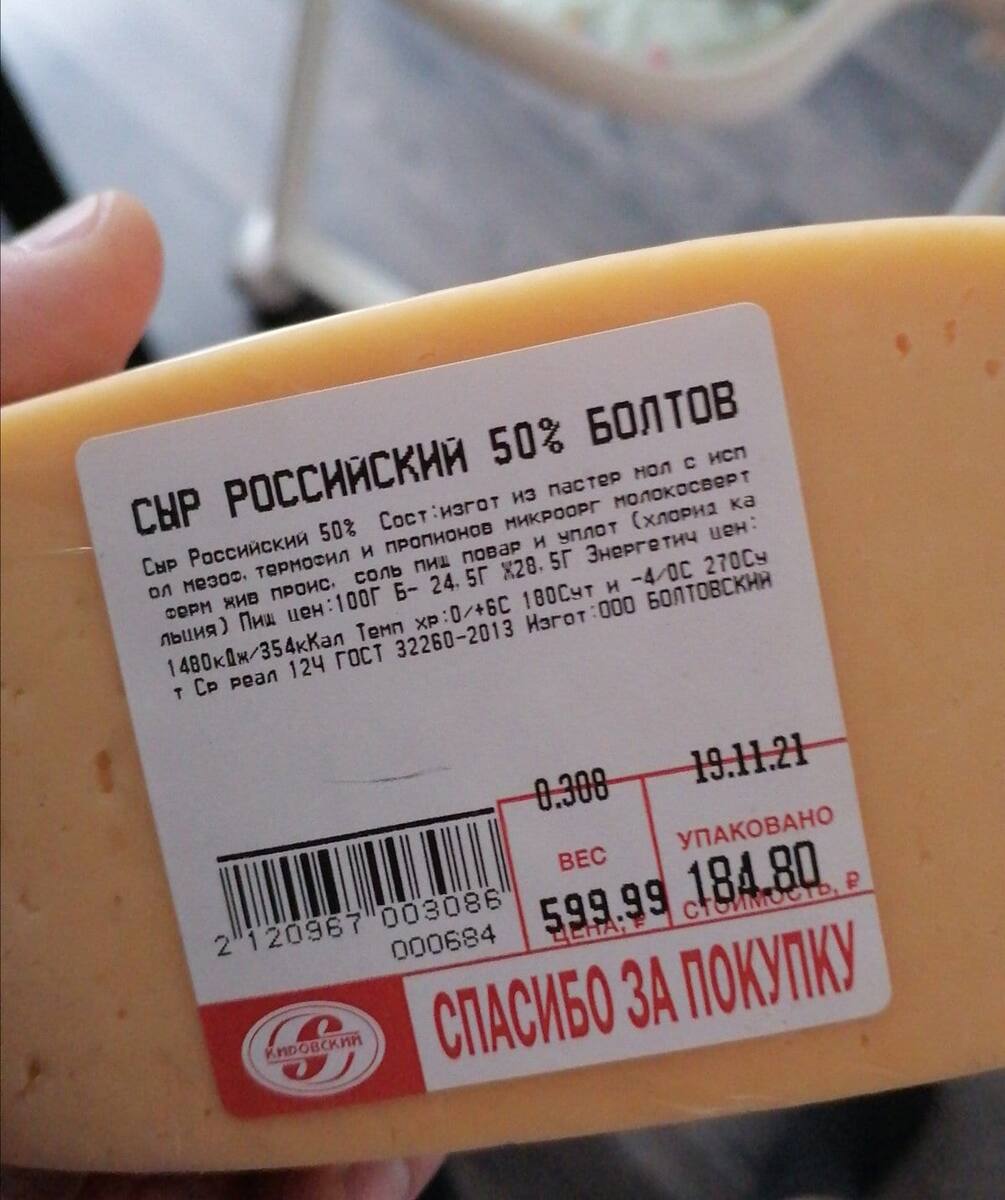 СЫР РОССИЙСКИЙ 50% БОЛТОВ
Сыр Российский 50% Сост:изгот из пастер мол с исп
ол мезоф, термофил и пропионов микроорг молокосверт
ферм жив проис, соль пищ повар и уплот (хлорид ка
льция) Пищ цен:100Г Б- 24,5Г Ж28,5Г Энергетич цен:
1480кДж/354кКал Темп хр:0/+6С 180Сут и -4/0С 270Су
т Ср реал 12Ч ГОСТ 32260-2013 Изгот:ООО БОЛТОВСКИЙ
0.308 19.11.21
ВЕС УПАКОВАНО
599.99 184.80
ЦЕНА, ₽ СТОИМОСТЬ, ₽
2 120967 003086
000684
КИРОВСКИЙ
СПАСИБО ЗА ПОКУПКУ